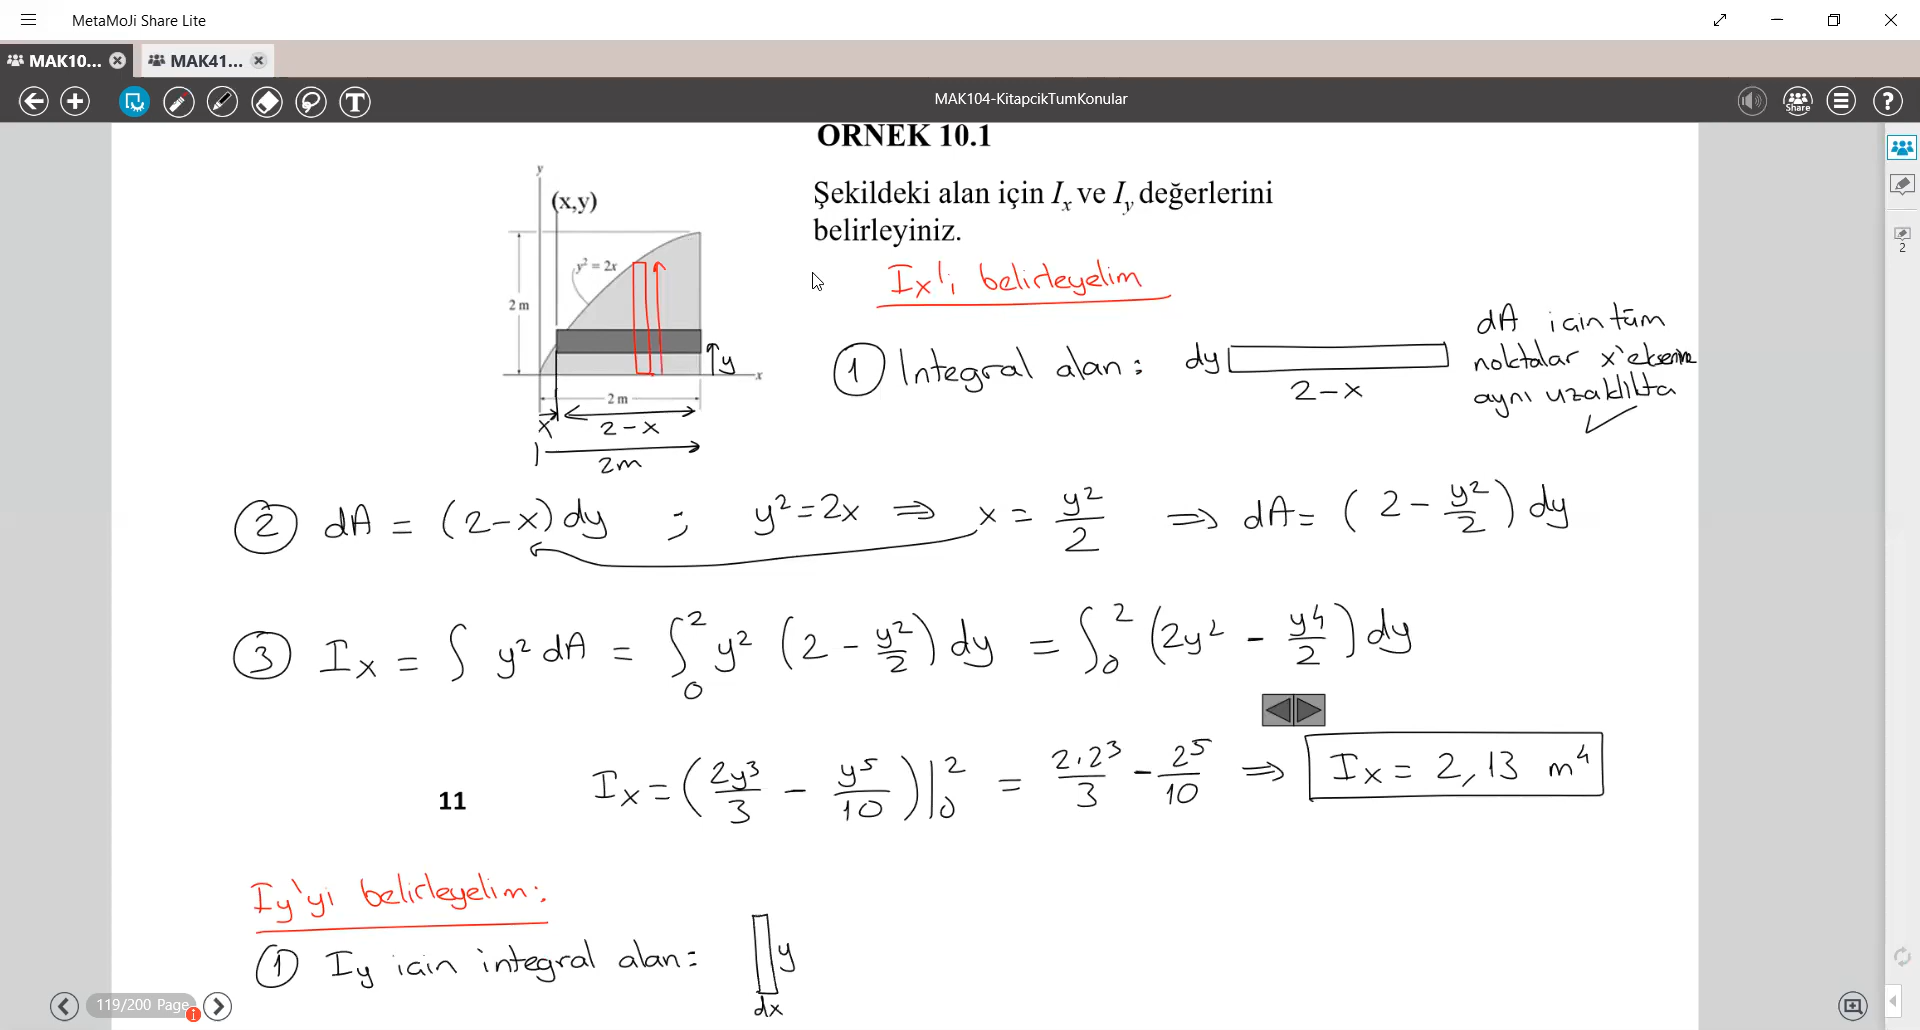 MetaMoJi Share Lite
MAK10...
MAK41...
MAK104-KitapcikTumKonular
Share
T
?
2
ÖRNEK 10.1
Şekildeki alan için Iₓ ve I_y değerlerini
belirleyiniz.
y
(x,y)
y² = 2x
2 m
y
x
2 m
x
2-x
2m
Ix'i belirleyelim
① Integral alan: dy 2-x
dA için tüm
noktalar x'eksenine
aynı uzaklıkta
② dA = (2-x)dy ; y²=2x ⇒ x = y²/2 ⇒ dA= (2 - y²/2) dy
③ Ix = ∫ y² dA = ∫₀² y² (2 - y²/2) dy = ∫₀² (2y² - y⁴/2) dy
Ix = (2y³/3 - y⁵/10)|₀² = 2.2³/3 - 2⁵/10 ⇒ Ix = 2,13 m⁴
11
Iy'yi belirleyelim:
① Iy için integral alan: y
dx
119/200 Page